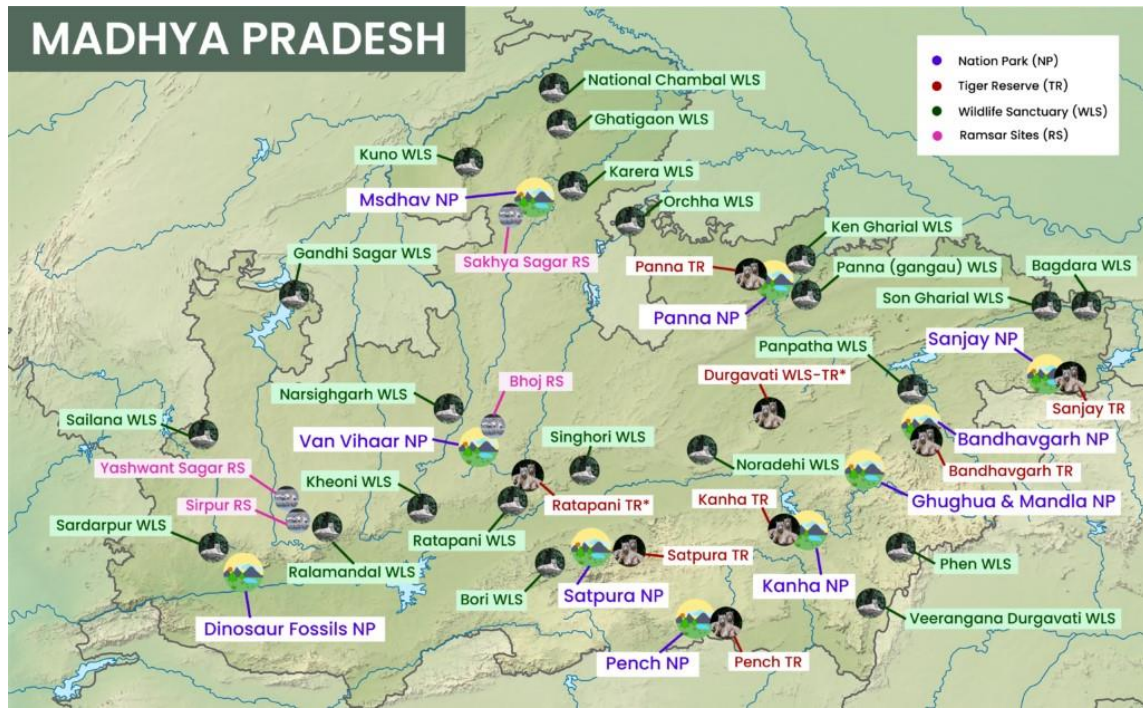 MADHYA PRADESH
Nation Park (NP)
Tiger Reserve (TR)
Wildlife Sanctuary (WLS)
Ramsar Sites (RS)
National Chambal WLS
Ghatigaon WLS
Kuno WLS
Karera WLS
Msdhav NP
Orchha WLS
Ken Gharial WLS
Gandhi Sagar WLS
Sakhya Sagar RS
Panna TR
Panna (gangau) WLS
Bagdara WLS
Son Gharial WLS
Panna NP
Sanjay NP
Panpatha WLS
Durgavati WLS-TR*
Bhoj RS
Narsighgarh WLS
Sanjay TR
Sailana WLS
Van Vihaar NP
Singhori WLS
Bandhavgarh NP
Noradehi WLS
Bandhavgarh TR
Yashwant Sagar RS
Kheoni WLS
Kanha TR
Ghughua & Mandla NP
Sirpur RS
Ratapani TR*
Sardarpur WLS
Ratapani WLS
Satpura TR
Phen WLS
Ralamandal WLS
Bori WLS
Satpura NP
Kanha NP
Veerangana Durgavati WLS
Dinosaur Fossils NP
Pench NP
Pench TR